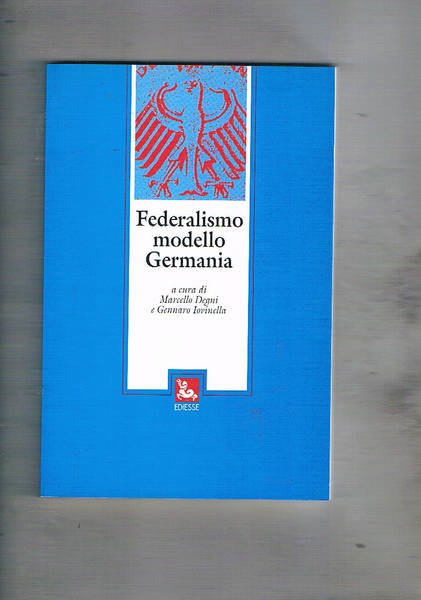 Federalismo
modello
Germania
a cura di
Marcello Degni
e Gennaro Iovinella
EDIESSE